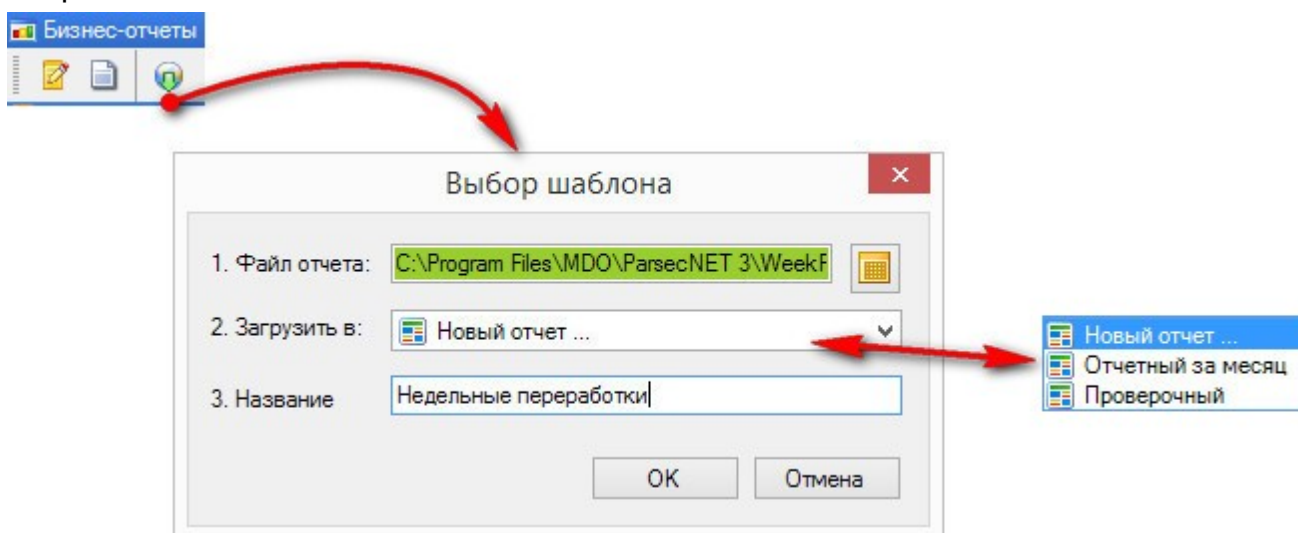 Бизнес-отчеты
Выбор шаблона
1. Файл отчета: C:\Program Files\MDO\ParsecNET 3\WeekF
2. Загрузить в: Новый отчет ...
3. Название Недельные переработки
OK Отмена
Новый отчет ...
Отчетный за месяц
Проверочный